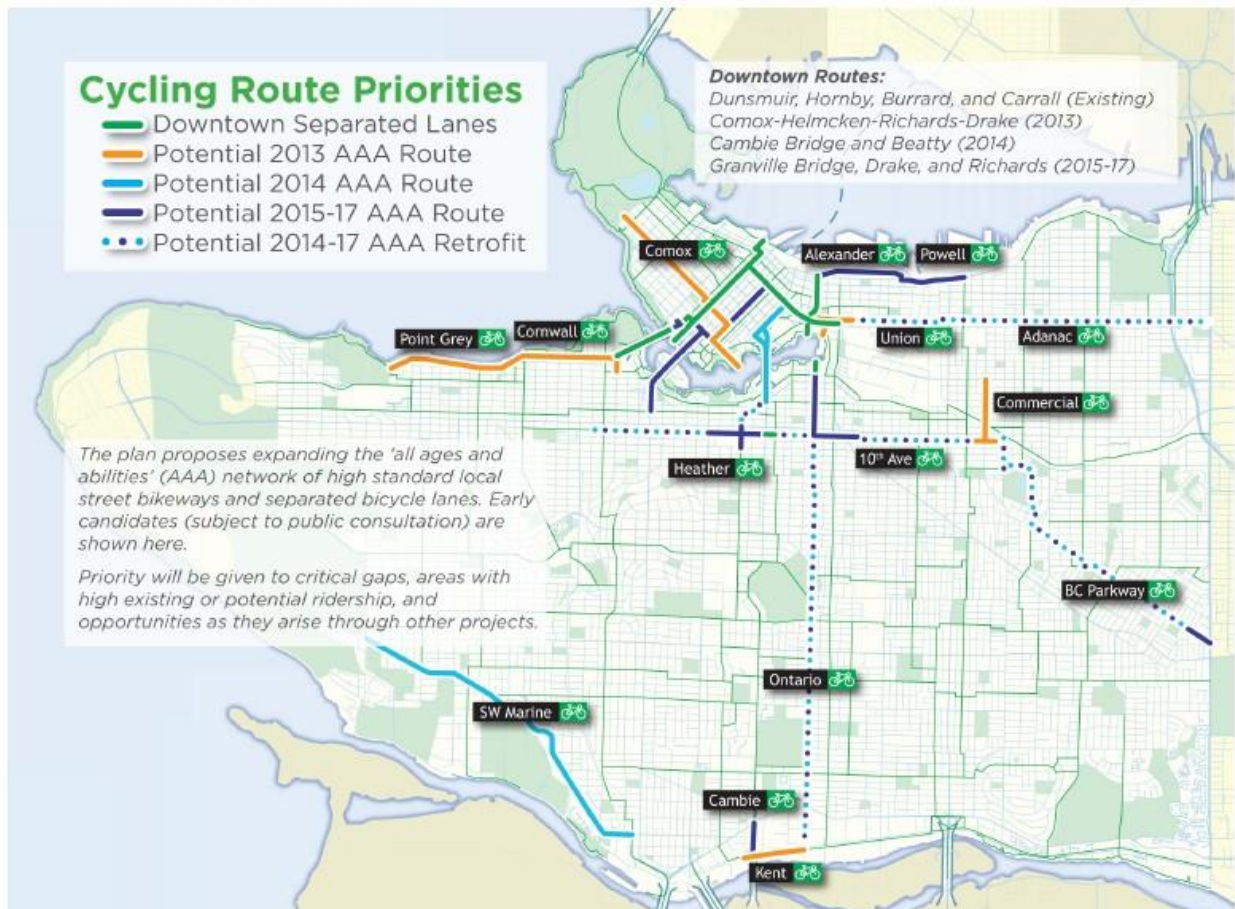 Cycling Route Priorities
Downtown Separated Lanes
Potential 2013 AAA Route
Potential 2014 AAA Route
Potential 2015-17 AAA Route
Potential 2014-17 AAA Retrofit
Downtown Routes:
Dunsmuir, Hornby, Burrard, and Carrall (Existing)
Comox-Helmcken-Richards-Drake (2013)
Cambie Bridge and Beatty (2014)
Granville Bridge, Drake, and Richards (2015-17)
Comox
Alexander
Powell
Point Grey
Cornwall
Union
Adanac
Commercial
Heather
10th Ave
The plan proposes expanding the 'all ages and
abilities' (AAA) network of high standard local
street bikeways and separated bicycle lanes. Early
candidates (subject to public consultation) are
shown here.
Priority will be given to critical gaps, areas with
high existing or potential ridership, and
opportunities as they arise through other projects.
BC Parkway
Ontario
SW Marine
Cambie
Kent